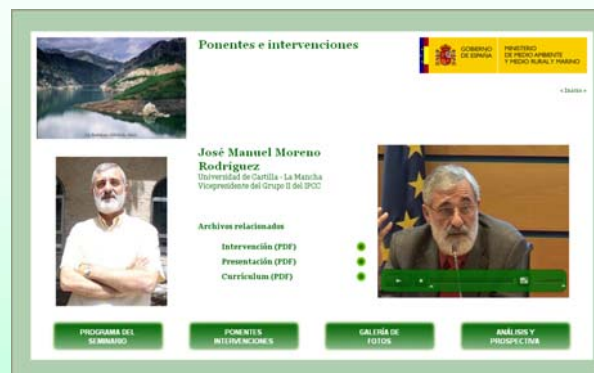 Ponentes e intervenciones
GOBIERNO
DE ESPAÑA
MINISTERIO
DE MEDIO AMBIENTE
Y MEDIO RURAL Y MARINO
« Inicio »
José Manuel Moreno
Rodríguez
Universidad de Castilla - La Mancha
Vicepresidente del Grupo II del IPCC
Archivos relacionados
Intervención (PDF)
Presentación (PDF)
Curriculum (PDF)
PROGRAMA DEL
SEMINARIO
PONENTES
INTERVENCIONES
GALERÍA DE
FOTOS
ANÁLISIS Y
PROSPECTIVA